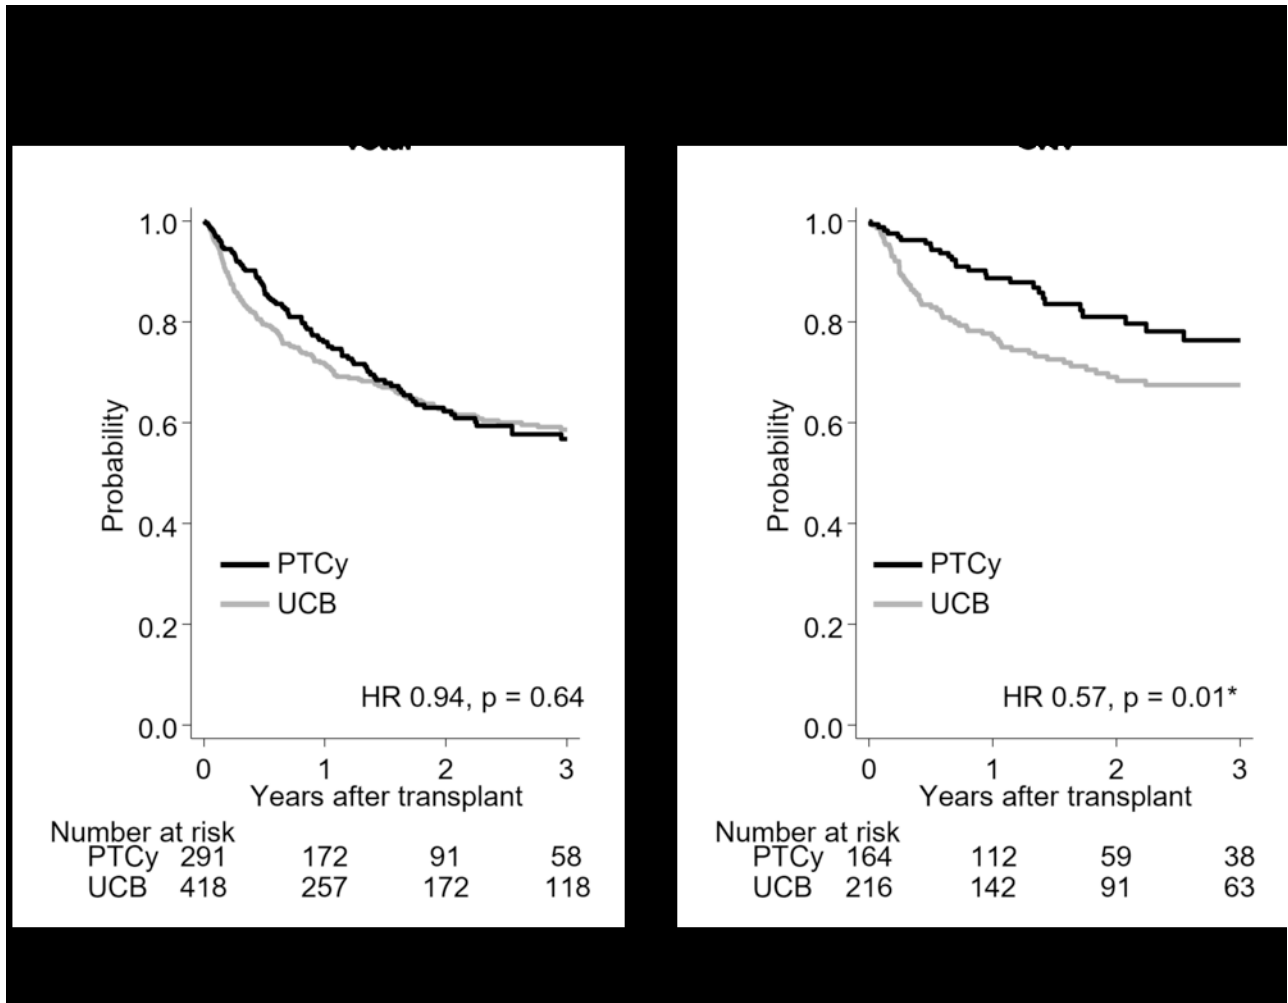 1.0
0.8
0.6
0.4
0.2
0.0
Probability
PTCy
UCB
HR 0.94, p = 0.64
0 1 2 3
Years after transplant
Number at risk
PTCy 291 172 91 58
UCB 418 257 172 118
1.0
0.8
0.6
0.4
0.2
0.0
Probability
PTCy
UCB
HR 0.57, p = 0.01*
0 1 2 3
Years after transplant
Number at risk
PTCy 164 112 59 38
UCB 216 142 91 63